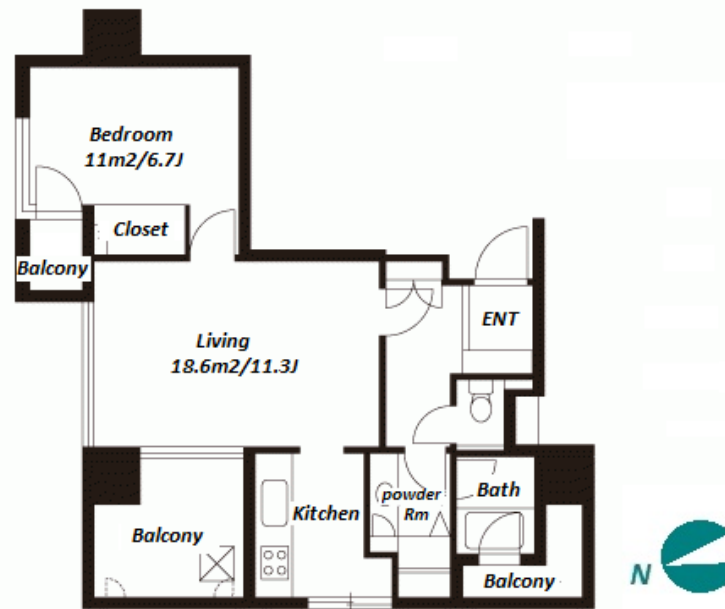 Bedroom
11m2/6.7J
Closet
Balcony
ENT
Living
18.6m2/11.3J
powder
Rm
Bath
Kitchen
Balcony
Balcony
N